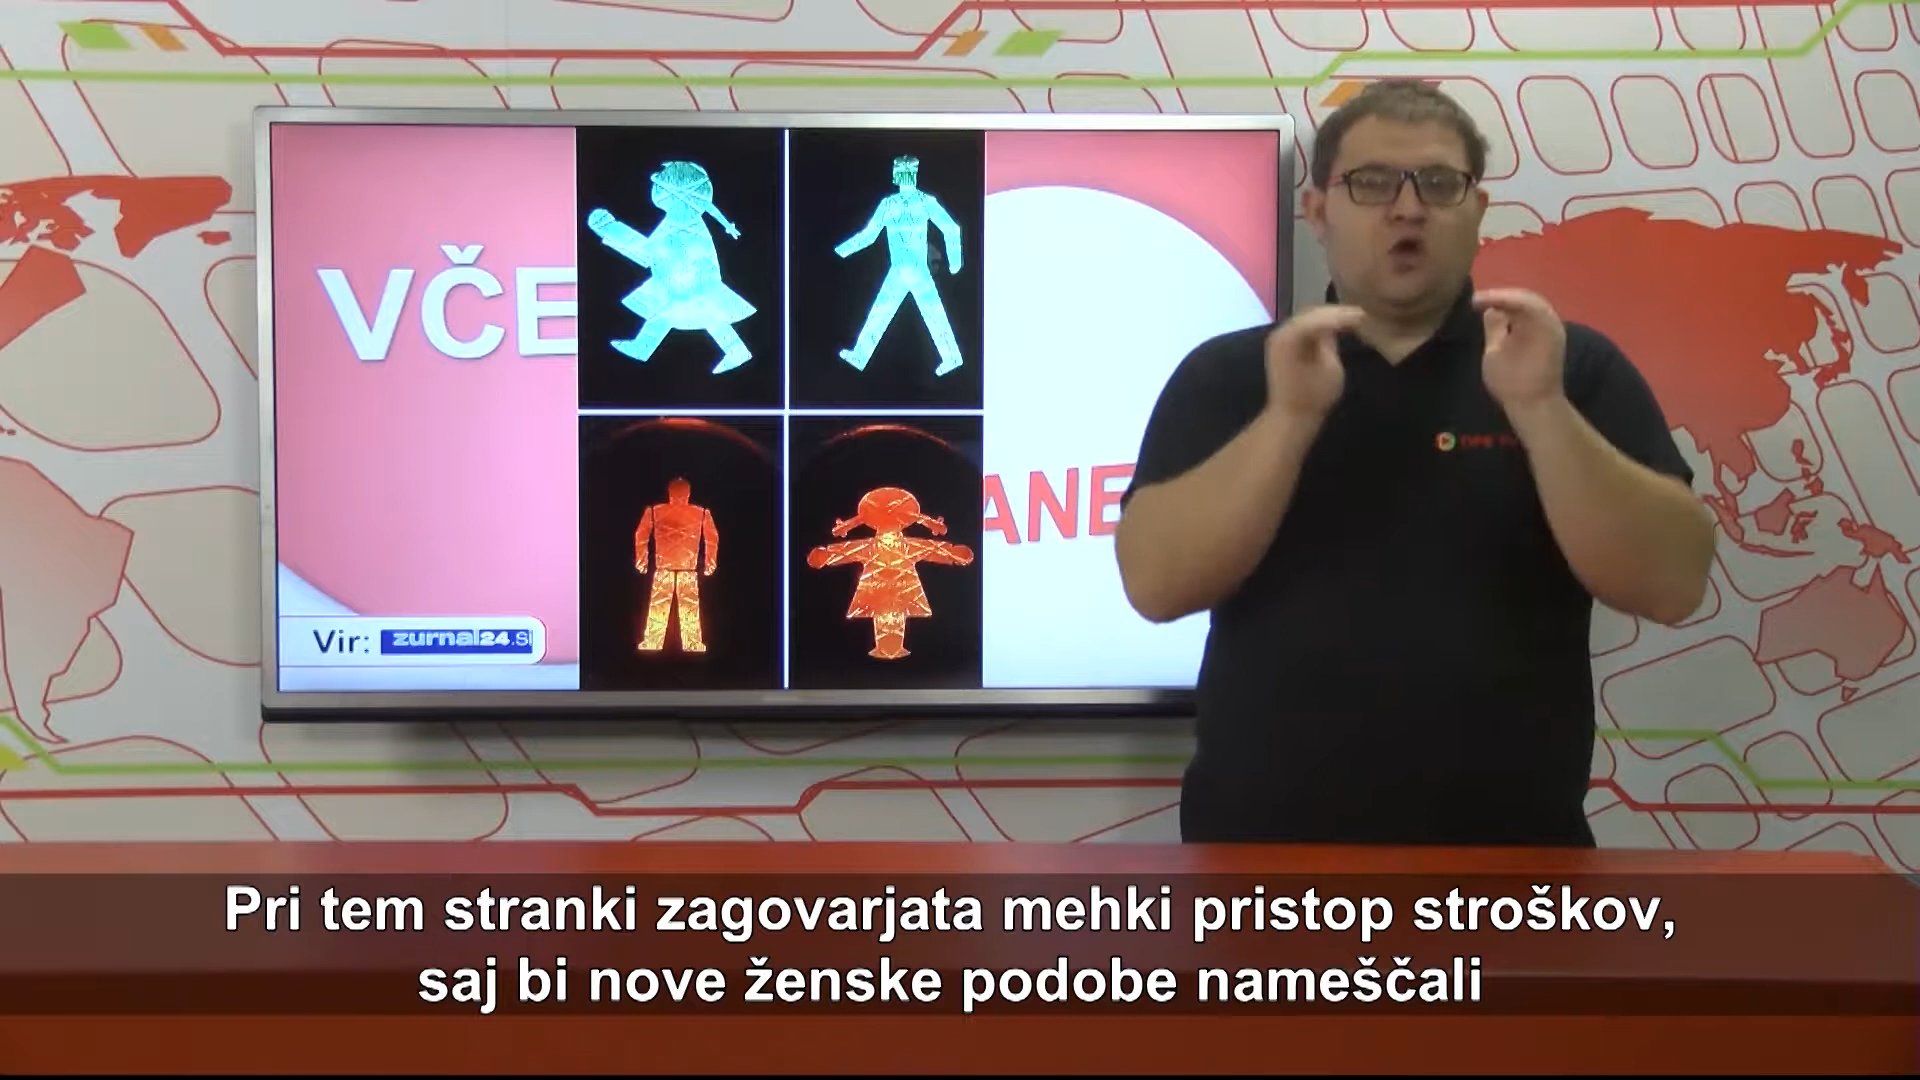 VČE
ANE
Vir: zurnal24.si
Pri tem stranki zagovarjata mehki pristop stroškov,
saj bi nove ženske podobe nameščali